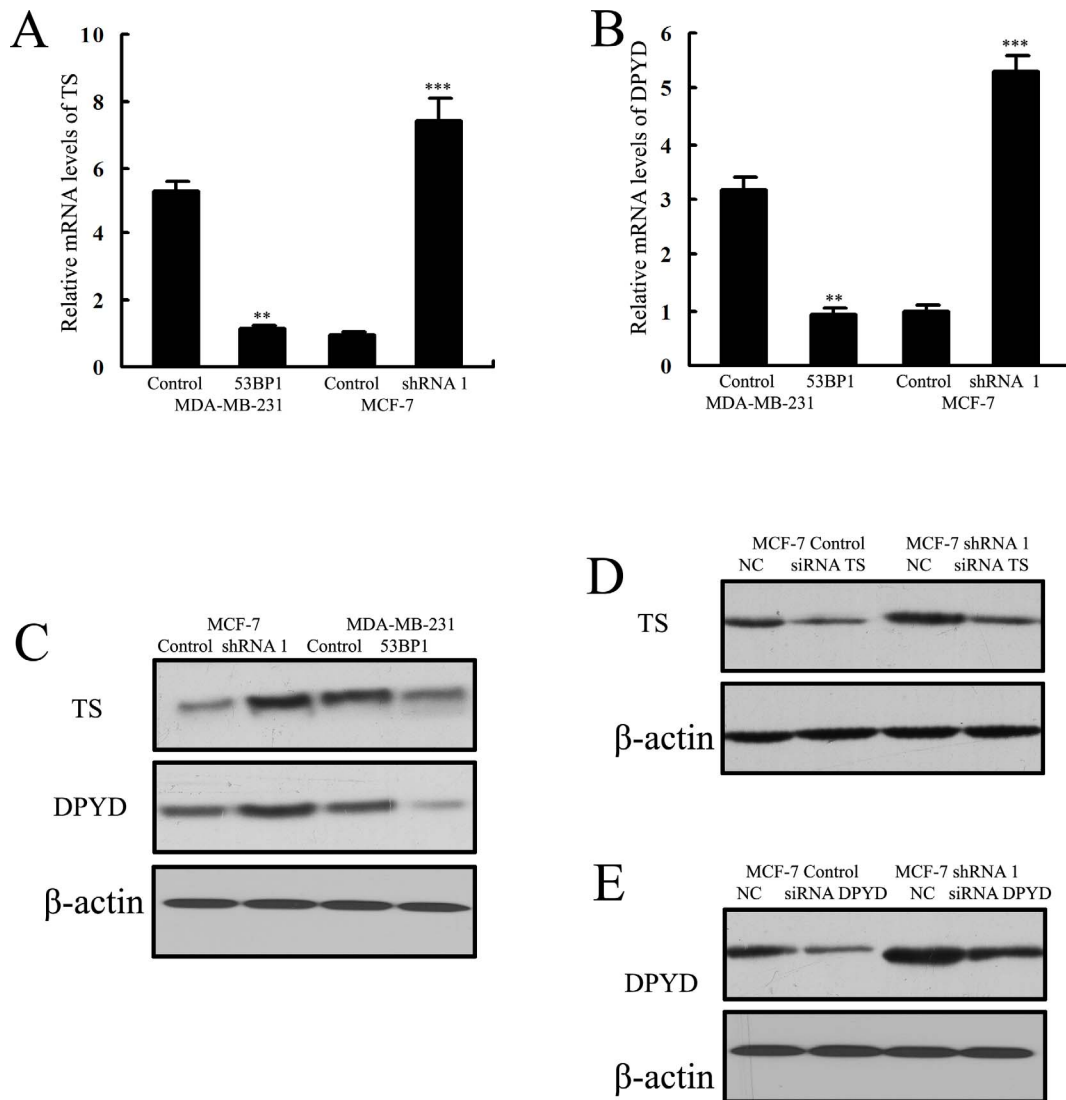 A
Relative mRNA levels of TS
10
8
6
4
2
0
**
***
Control 53BP1 Control shRNA 1
MDA-MB-231 MCF-7
B
Relative mRNA levels of DPYD
6
5
4
3
2
1
0
**
***
Control 53BP1 Control shRNA 1
MDA-MB-231 MCF-7
C
MCF-7 MDA-MB-231
Control shRNA 1 Control 53BP1
TS
DPYD
β-actin
D
MCF-7 Control MCF-7 shRNA 1
NC siRNA TS NC siRNA TS
TS
β-actin
E
MCF-7 Control MCF-7 shRNA 1
NC siRNA DPYD NC siRNA DPYD
DPYD
β-actin